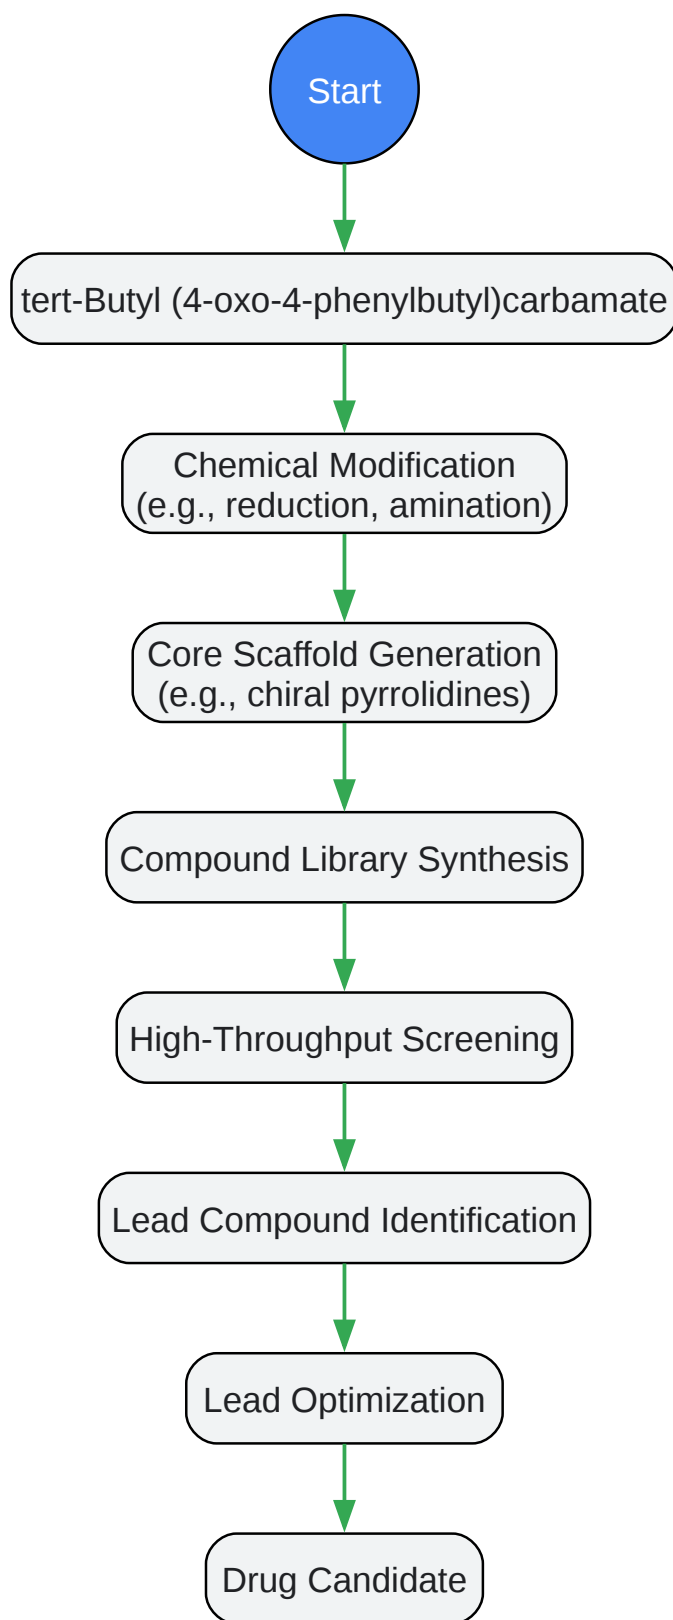 Start
tert-Butyl (4-oxo-4-phenylbutyl)carbamate
Chemical Modification
(e.g., reduction, amination)
Core Scaffold Generation
(e.g., chiral pyrrolidines)
Compound Library Synthesis
High-Throughput Screening
Lead Compound Identification
Lead Optimization
Drug Candidate